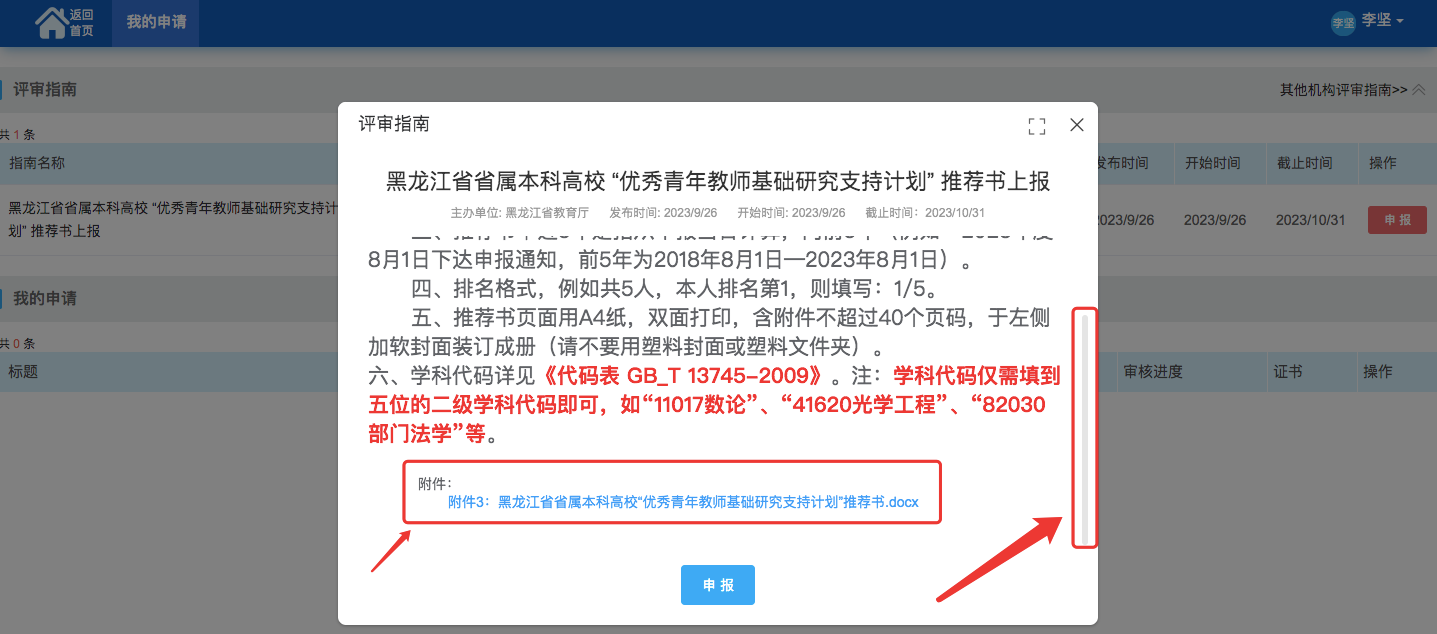 返回
首页
我的申请
李坚 李坚
评审指南
其他机构评审指南>>
共 1 条
指南名称
发布时间
开始时间
截止时间
操作
黑龙江省省属本科高校 “优秀青年教师基础研究支持计
划” 推荐书上报
2023/9/26
2023/9/26
2023/10/31
申 报
我的申请
共 0 条
标题
审核进度
证书
操作
评审指南
黑龙江省省属本科高校 “优秀青年教师基础研究支持计划” 推荐书上报
主办单位: 黑龙江省教育厅 发布时间: 2023/9/26 开始时间: 2023/9/26 截止时间：2023/10/31
8月1日下达申报通知，前5年为2018年8月1日—2023年8月1日）。
四、排名格式，例如共5人，本人排名第1，则填写：1/5。
五、推荐书页面用A4纸，双面打印，含附件不超过40个页码，于左侧
加软封面装订成册（请不要用塑料封面或塑料文件夹）。
六、学科代码详见《代码表 GB_T 13745-2009》。注：学科代码仅需填到
五位的二级学科代码即可，如“11017数论”、“41620光学工程”、“82030
部门法学”等。
附件：
附件3：黑龙江省省属本科高校“优秀青年教师基础研究支持计划”推荐书.docx
申 报